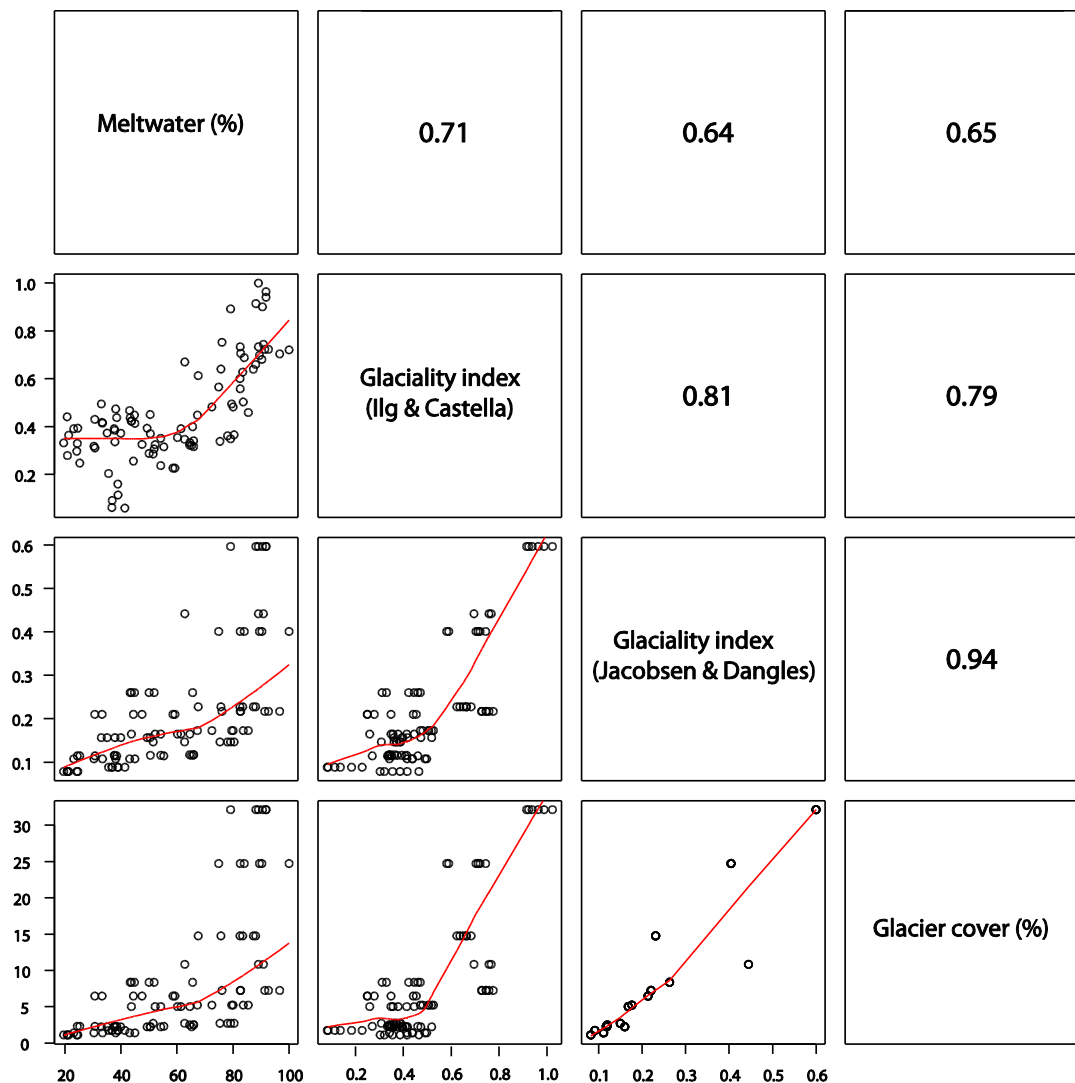 Meltwater (%)
0.71
0.64
0.65
1.0
0.8
0.6
0.4
0.2
Glaciality index
(Ilg & Castella)
0.81
0.79
0.6
0.5
0.4
0.3
0.2
0.1
Glaciality index
(Jacobsen & Dangles)
0.94
30
25
20
15
10
5
0
Glacier cover (%)
20 40 60 80 100
0.2 0.4 0.6 0.8 1.0
0.1 0.2 0.3 0.4 0.5 0.6